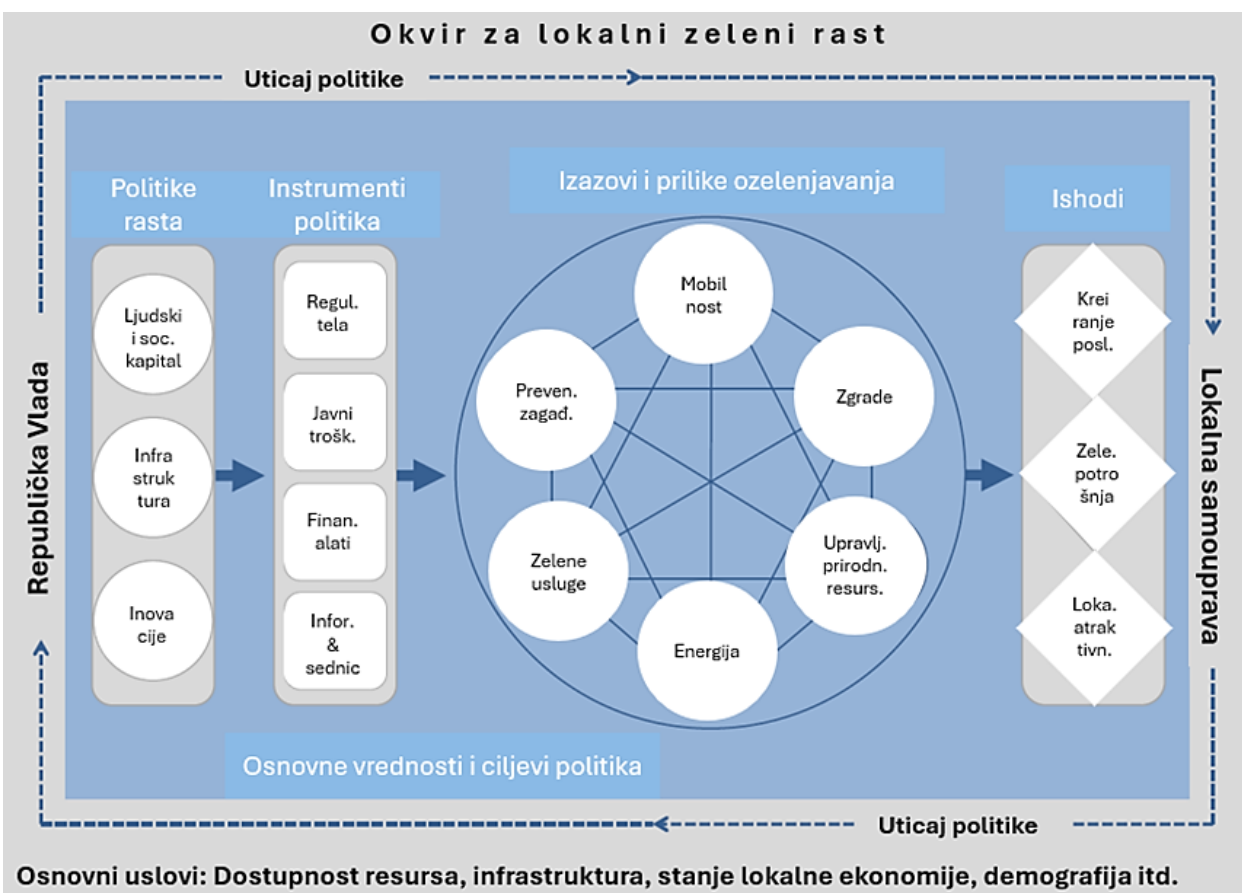 Okvir za lokalni zeleni rast
Uticaj politike
Republička Vlada
Politike
rasta
Ljudski
i soc.
kapital
Infra
struk
tura
Inova
cije
Instrumenti
politika
Regul.
tela
Javni
trošk.
Finan.
alati
Infor.
&
sednic
Izazovi i prilike ozelenjavanja
Mobil
nost
Preven.
zagađ.
Zgrade
Zelene
usluge
Upravlj.
prirodn.
resurs.
Energija
Ishodi
Krei
ranje
posl.
Zele.
potro
šnja
Loka.
atrak
tivn.
Lokalna samouprava
Osnovne vrednosti i ciljevi politika
Uticaj politike
Osnovni uslovi: Dostupnost resursa, infrastruktura, stanje lokalne ekonomije, demografija itd.